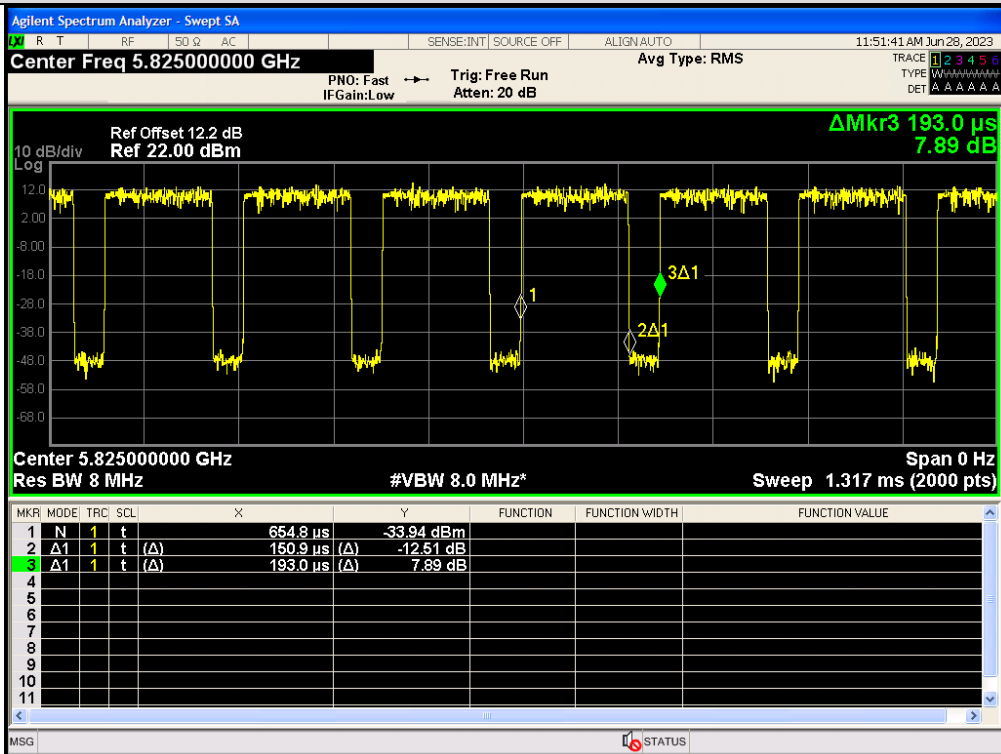 Agilent Spectrum Analyzer - Swept SA
LXI R T RF 50 Ω AC SENSE:INT SOURCE OFF ALIGN AUTO 11:51:41 AM Jun 28, 2023
Center Freq 5.825000000 GHz Avg Type: RMS TRACE 1 2 3 4 5 6
PNO: Fast Trig: Free Run TYPE W
IFGain:Low Atten: 20 dB DET A A A A A A
ΔMkr3 193.0 µs
7.89 dB
Ref Offset 12.2 dB
10 dB/div Ref 22.00 dBm
Log
12.0
2.00
-8.00
-18.0
-28.0
-38.0
-48.0
-58.0
-68.0
3Δ1
1
2Δ1
Center 5.825000000 GHz Span 0 Hz
Res BW 8 MHz #VBW 8.0 MHz* Sweep 1.317 ms (2000 pts)
MKR MODE TRC SCL X Y FUNCTION FUNCTION WIDTH FUNCTION VALUE
1 N 1 t 654.8 µs -33.94 dBm
2 Δ1 1 t (Δ) 150.9 µs (Δ) -12.51 dB
3 Δ1 1 t (Δ) 193.0 µs (Δ) 7.89 dB
4
5
6
7
8
9
10
11
MSG STATUS